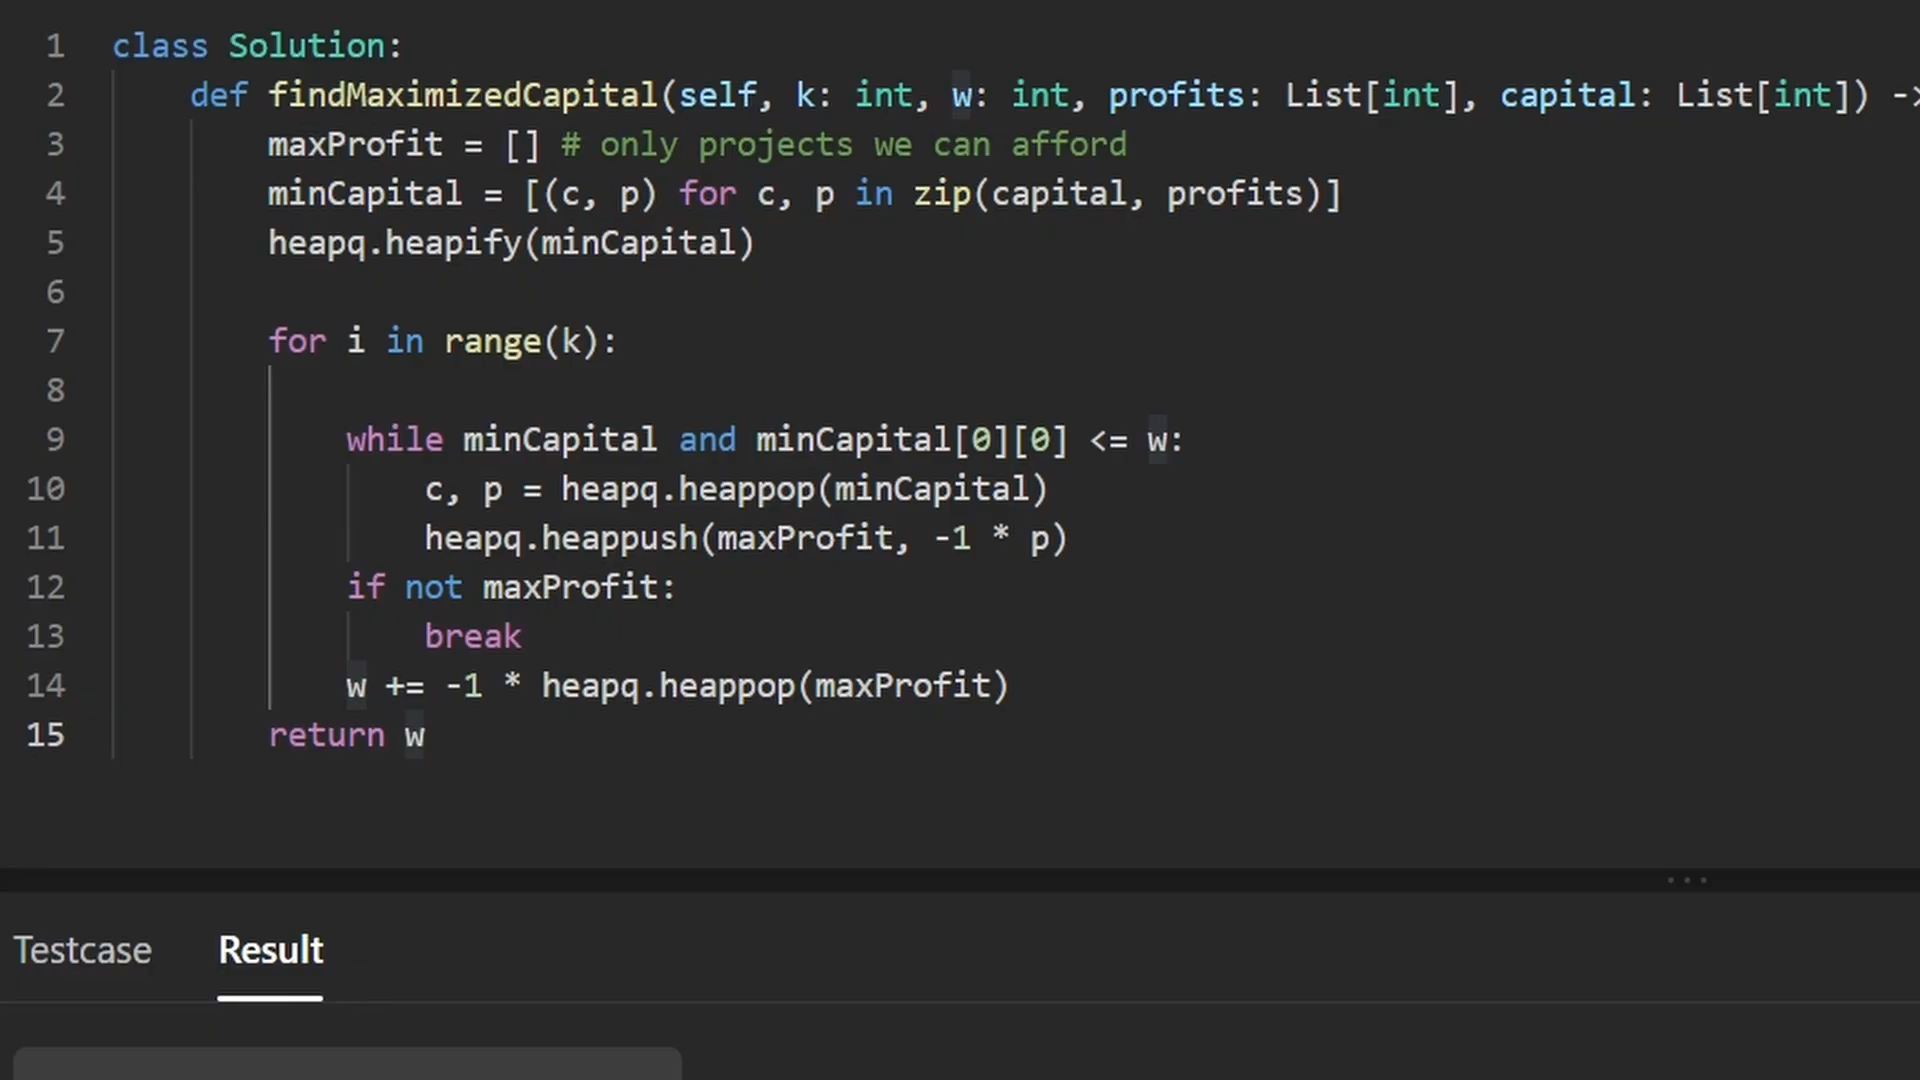 1 class Solution:
2 def findMaximizedCapital(self, k: int, w: int, profits: List[int], capital: List[int]) ->
3 maxProfit = [] # only projects we can afford
4 minCapital = [(c, p) for c, p in zip(capital, profits)]
5 heapq.heapify(minCapital)
6
7 for i in range(k):
8
9 while minCapital and minCapital[0][0] <= w:
10 c, p = heapq.heappop(minCapital)
11 heapq.heappush(maxProfit, -1 * p)
12 if not maxProfit:
13 break
14 w += -1 * heapq.heappop(maxProfit)
15 return w
Testcase Result